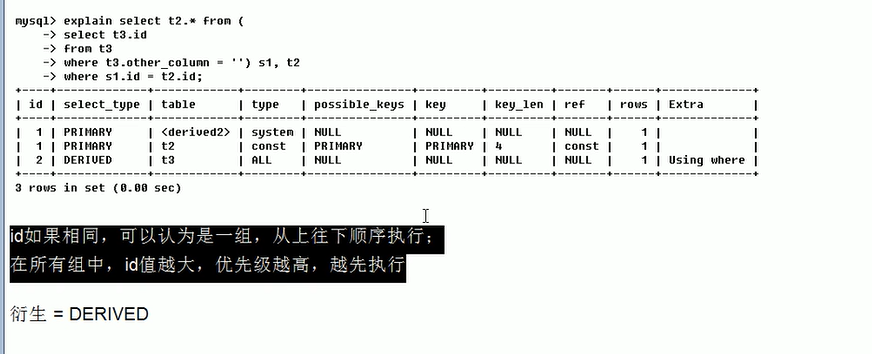 mysql> explain select t2.* from (
    -> select t3.id
    -> from t3
    -> where t3.other_column = '') s1, t2
    -> where s1.id = t2.id;
+----+-------------+------------+--------+---------------+---------+---------+-------+------+-------------+
| id | select_type | table      | type   | possible_keys | key     | key_len | ref   | rows | Extra       |
+----+-------------+------------+--------+---------------+---------+---------+-------+------+-------------+
|  1 | PRIMARY     | <derived2> | system | NULL          | NULL    | NULL    | NULL  |    1 |             |
|  1 | PRIMARY     | t2         | const  | PRIMARY       | PRIMARY | 4       | const |    1 |             |
|  2 | DERIVED     | t3         | ALL    | NULL          | NULL    | NULL    | NULL  |    1 | Using where |
+----+-------------+------------+--------+---------------+---------+---------+-------+------+-------------+
3 rows in set (0.00 sec)
id如果相同，可以认为是一组，从上往下顺序执行；
在所有组中，id值越大，优先级越高，越先执行
衍生 = DERIVED